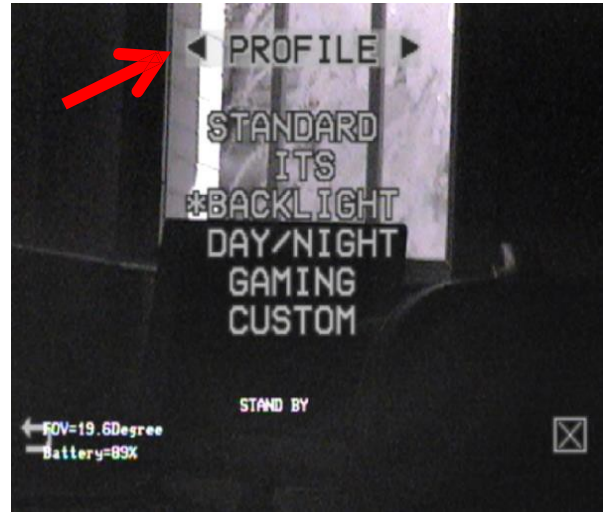 ◄ PROFILE ►
STANDARD
ITS
*BACKLIGHT
DAY/NIGHT
GAMING
CUSTOM
STAND BY
FOV=19.6Degree
Battery=89%